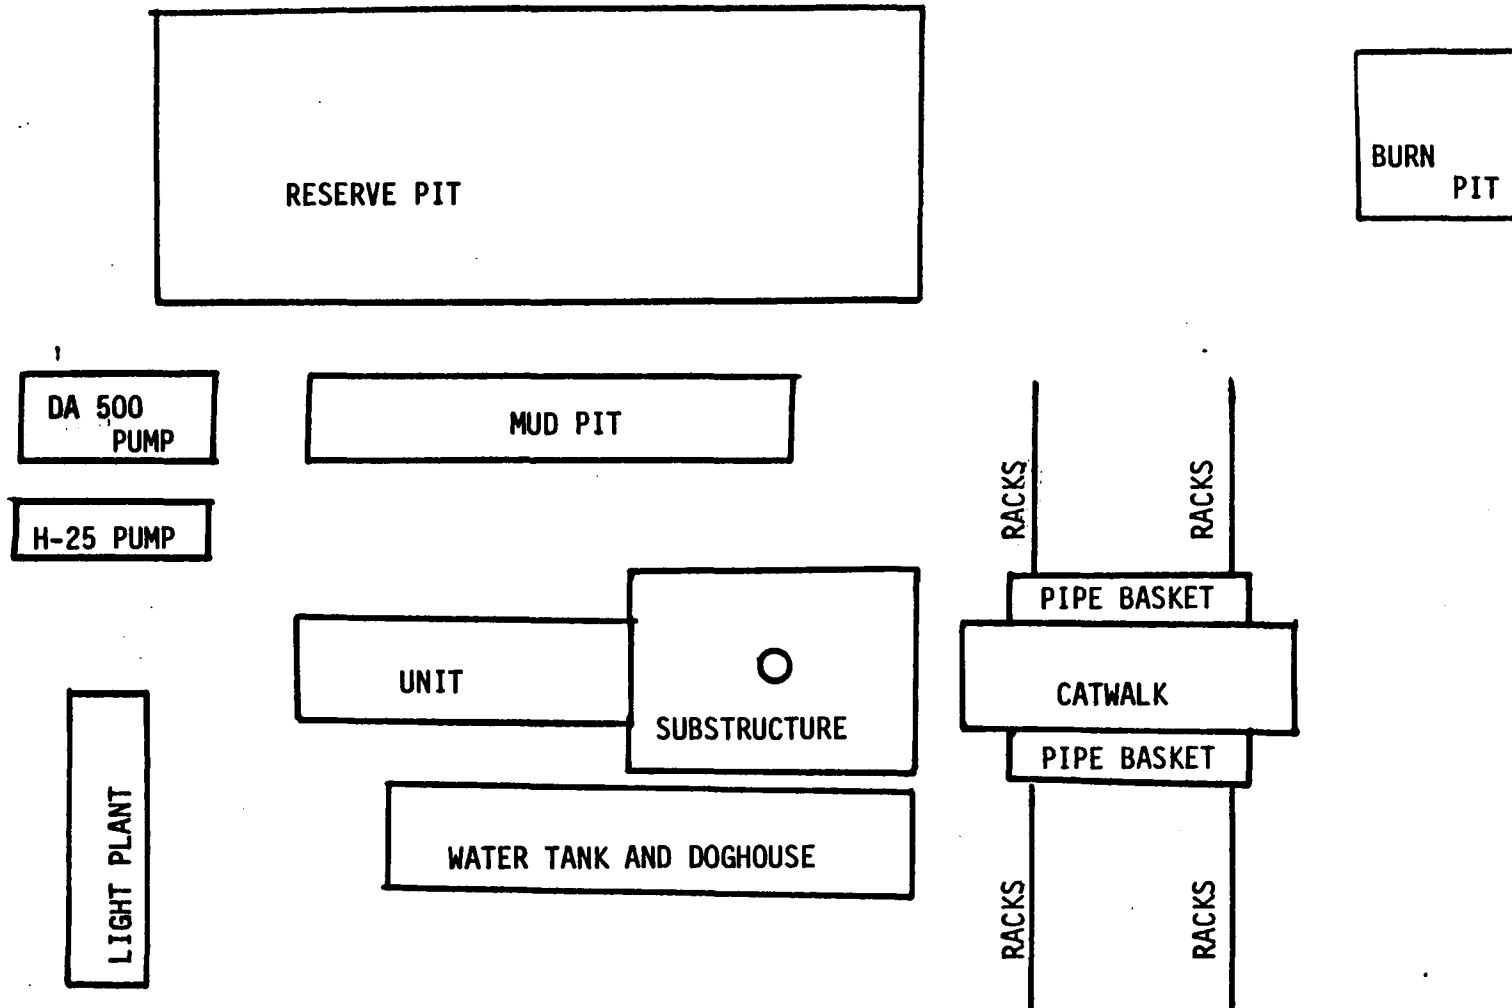 BURN
PIT
RESERVE PIT
DA 500
PUMP
MUD PIT
RACKS
RACKS
H-25 PUMP
PIPE BASKET
UNIT
CATWALK
SUBSTRUCTURE
PIPE BASKET
LIGHT PLANT
WATER TANK AND DOGHOUSE
RACKS
RACKS